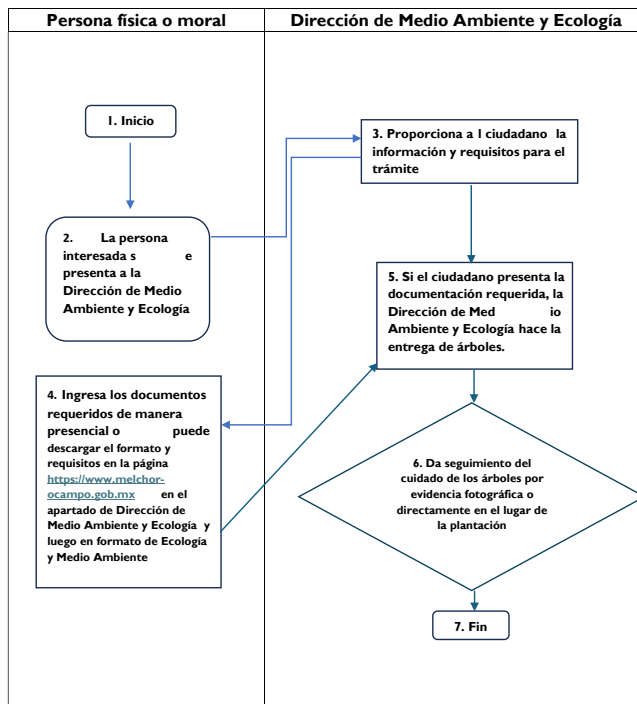 Persona física o moral
Dirección de Medio Ambiente y Ecología
1. Inicio
2. La persona
interesada s e
presenta a la
Dirección de Medio
Ambiente y Ecología
3. Proporciona a l ciudadano la
información y requisitos para el
trámite
4. Ingresa los documentos
requeridos de manera
presencial o puede
descargar el formato y
requisitos en la página
https://www.melchor-
ocampo.gob.mx en el
apartado de Dirección de
Medio Ambiente y Ecología y
luego en formato de Ecología
y Medio Ambiente
5. Si el ciudadano presenta la
documentación requerida, la
Dirección de Med io
Ambiente y Ecología hace la
entrega de árboles.
6. Da seguimiento del
cuidado de los árboles por
evidencia fotográfica o
directamente en el lugar de
la plantación
7. Fin